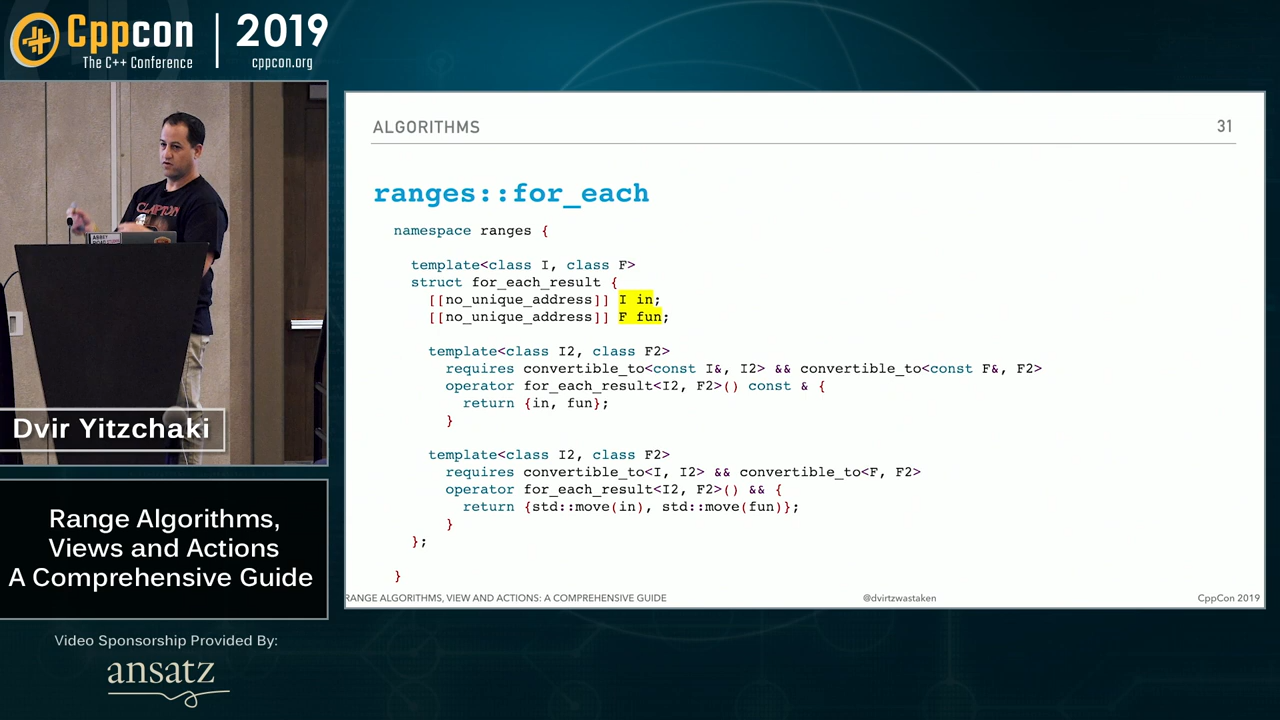 Cppcon | 2019
The C++ Conference cppcon.org
ALGORITHMS 31
ranges::for_each
namespace ranges {
template<class I, class F>
struct for_each_result {
[[no_unique_address]] I in;
[[no_unique_address]] F fun;
template<class I2, class F2>
requires convertible_to<const I&, I2> && convertible_to<const F&, F2>
operator for_each_result<I2, F2>() const & {
return {in, fun};
}
template<class I2, class F2>
requires convertible_to<I, I2> && convertible_to<F, F2>
operator for_each_result<I2, F2>() && {
return {std::move(in), std::move(fun)};
}
};
}
RANGE ALGORITHMS, VIEW AND ACTIONS: A COMPREHENSIVE GUIDE @dvirtzwastaken CppCon 2019
CLAPTON
ABBEY
ROAD
Dvir Yitzchaki
Range Algorithms,
Views and Actions
A Comprehensive Guide
Video Sponsorship Provided By:
ansatz